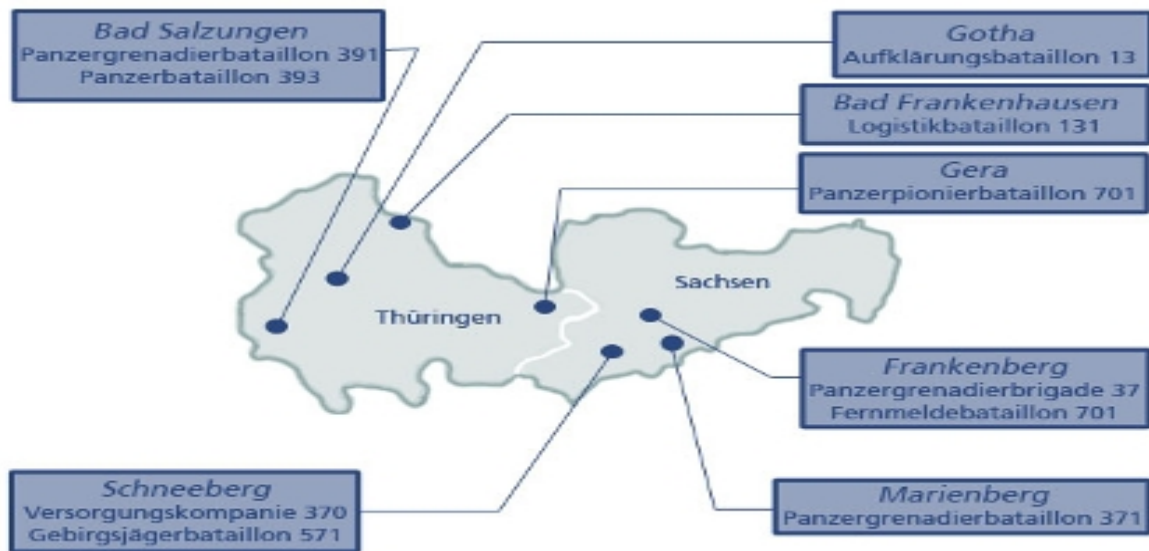 Bad Salzungen
Panzergrenadierbataillon 391
Panzerbataillon 393
Gotha
Aufklärungsbataillon 13
Bad Frankenhausen
Logistikbataillon 131
Gera
Panzerpionierbataillon 701
Sachsen
Thüringen
Frankenberg
Panzergrenadierbrigade 37
Fernmeldebataillon 701
Schneeberg
Versorgungskompanie 370
Gebirgsjägerbataillon 571
Marienberg
Panzergrenadierbataillon 371